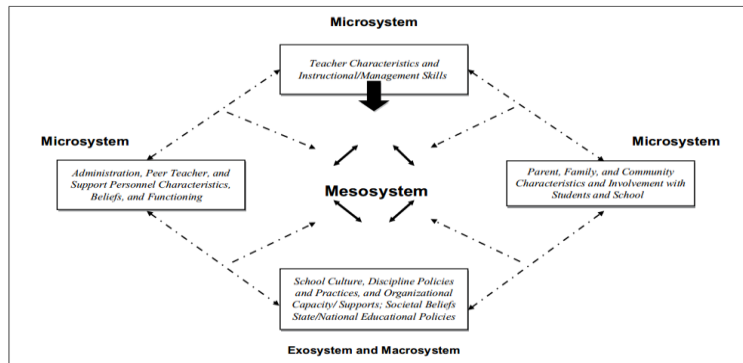 Microsystem
Teacher Characteristics and
Instructional/Management Skills
Microsystem
Administration, Peer Teacher, and
Support Personnel Characteristics,
Beliefs, and Functioning
Mesosystem
Microsystem
Parent, Family, and Community
Characteristics and Involvement with
Students and School
School Culture, Discipline Policies
and Practices, and Organizational
Capacity/ Supports; Societal Beliefs
State/National Educational Policies
Exosystem and Macrosystem